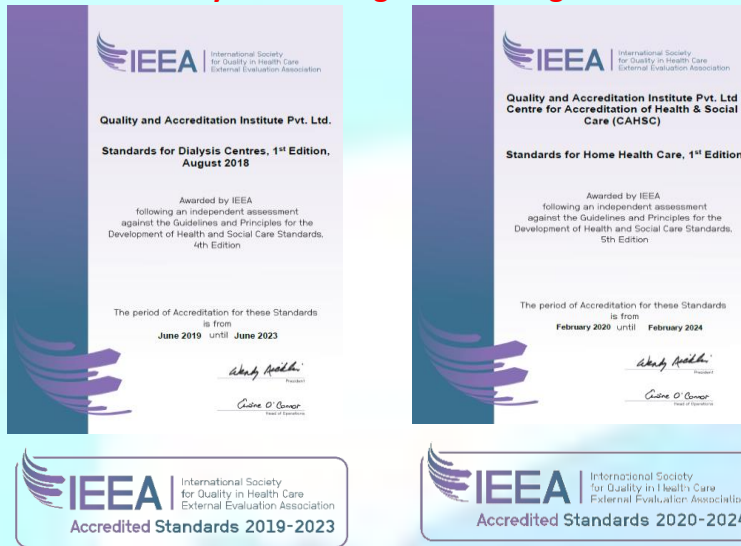 IEEA
International Society
for Quality in Health Care
External Evaluation Association
Quality and Accreditation Institute Pvt. Ltd.
Standards for Dialysis Centres, 1st Edition,
August 2018
Awarded by IEEA
following an independent assessment
against the Guidelines and Principles for the
Development of Health and Social Care Standards,
4th Edition
The period of Accreditation for these Standards
is from
June 2019 until June 2023
President
Head of Operations
IEEA
International Society
for Quality in Health Care
External Evaluation Association
Accredited Standards 2019-2023
IEEA
International Society
for Quality in Health Care
External Evaluation Association
Quality and Accreditation Institute Pvt. Ltd
Centre for Accreditation of Health & Social
Care (CAHSC)
Standards for Home Health Care, 1st Edition
Awarded by IEEA
following an independent assessment
against the Guidelines and Principles for the
Development of Health and Social Care Standards,
5th Edition
The period of Accreditation for these Standards
is from
February 2020 until February 2024
President
Head of Operations
IEEA
International Society
for Quality in Health Care
External Evaluation Associatio
Accredited Standards 2020-2024